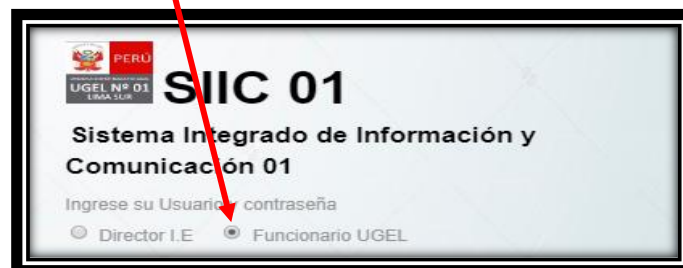 PERÚ
UGEL Nº 01
LIMA SUR
SIIC 01
Sistema Integrado de Información y
Comunicación 01
Ingrese su Usuario y contraseña
Director I.E Funcionario UGEL